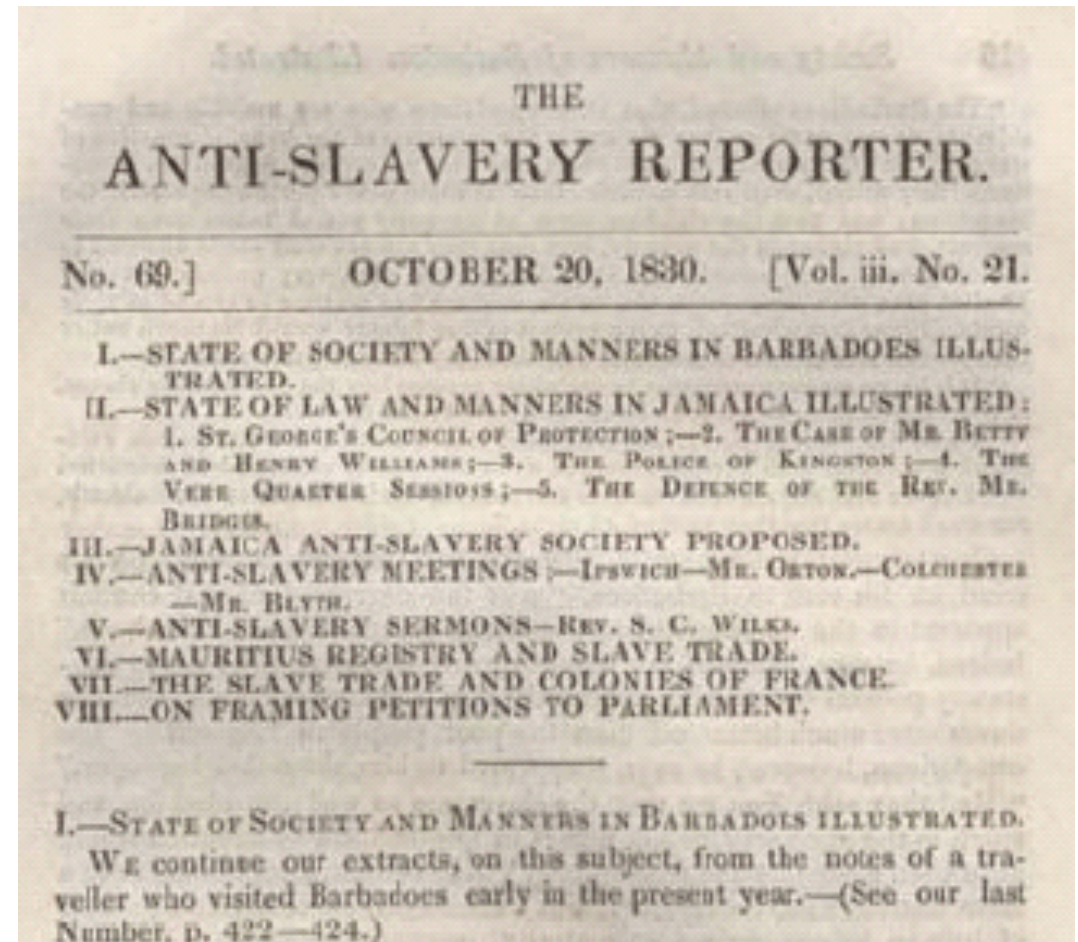 THE
ANTI-SLAVERY REPORTER.
No. 69.] OCTOBER 20, 1830. [Vol. iii. No. 21.
I.—STATE OF SOCIETY AND MANNERS IN BARBADOES ILLUS-
TRATED.
II.—STATE OF LAW AND MANNERS IN JAMAICA ILLUSTRATED:
1. ST. GEORGE'S COUNCIL OF PROTECTION;—2. THE CASE OF MR. BETTY
AND HENRY WILLIAMS;—3. THE POLICE OF KINGSTON;—4. THE
VERE QUARTER SESSIONS;—5. THE DEFENCE OF THE REV. MR.
BRIDGES.
III.—JAMAICA ANTI-SLAVERY SOCIETY PROPOSED.
IV.—ANTI-SLAVERY MEETINGS:—IPSWICH—MR. ORTON.—COLCHESTER
—MR. BLYTH.
V.—ANTI-SLAVERY SERMONS—REV. S. C. WILKS.
VI.—MAURITIUS REGISTRY AND SLAVE TRADE.
VII.—THE SLAVE TRADE AND COLONIES OF FRANCE.
VIII.—ON FRAMING PETITIONS TO PARLIAMENT.
I.—STATE OF SOCIETY AND MANNERS IN BARBADOES ILLUSTRATED.
WE continue our extracts, on this subject, from the notes of a tra-
veller who visited Barbadoes early in the present year.—(See our last
Number, p. 422—424.)